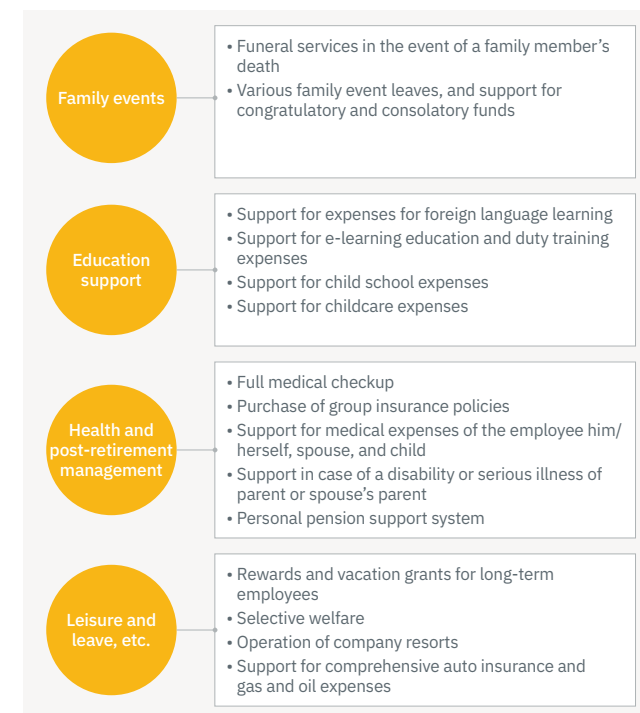 Family events
• Funeral services in the event of a family member’s
death
• Various family event leaves, and support for
congratulatory and consolatory funds
Education
support
• Support for expenses for foreign language learning
• Support for e-learning education and duty training
expenses
• Support for child school expenses
• Support for childcare expenses
Health and
post-retirement
management
• Full medical checkup
• Purchase of group insurance policies
• Support for medical expenses of the employee him/
herself, spouse, and child
• Support in case of a disability or serious illness of
parent or spouse’s parent
• Personal pension support system
Leisure and
leave, etc.
• Rewards and vacation grants for long-term
employees
• Selective welfare
• Operation of company resorts
• Support for comprehensive auto insurance and
gas and oil expenses